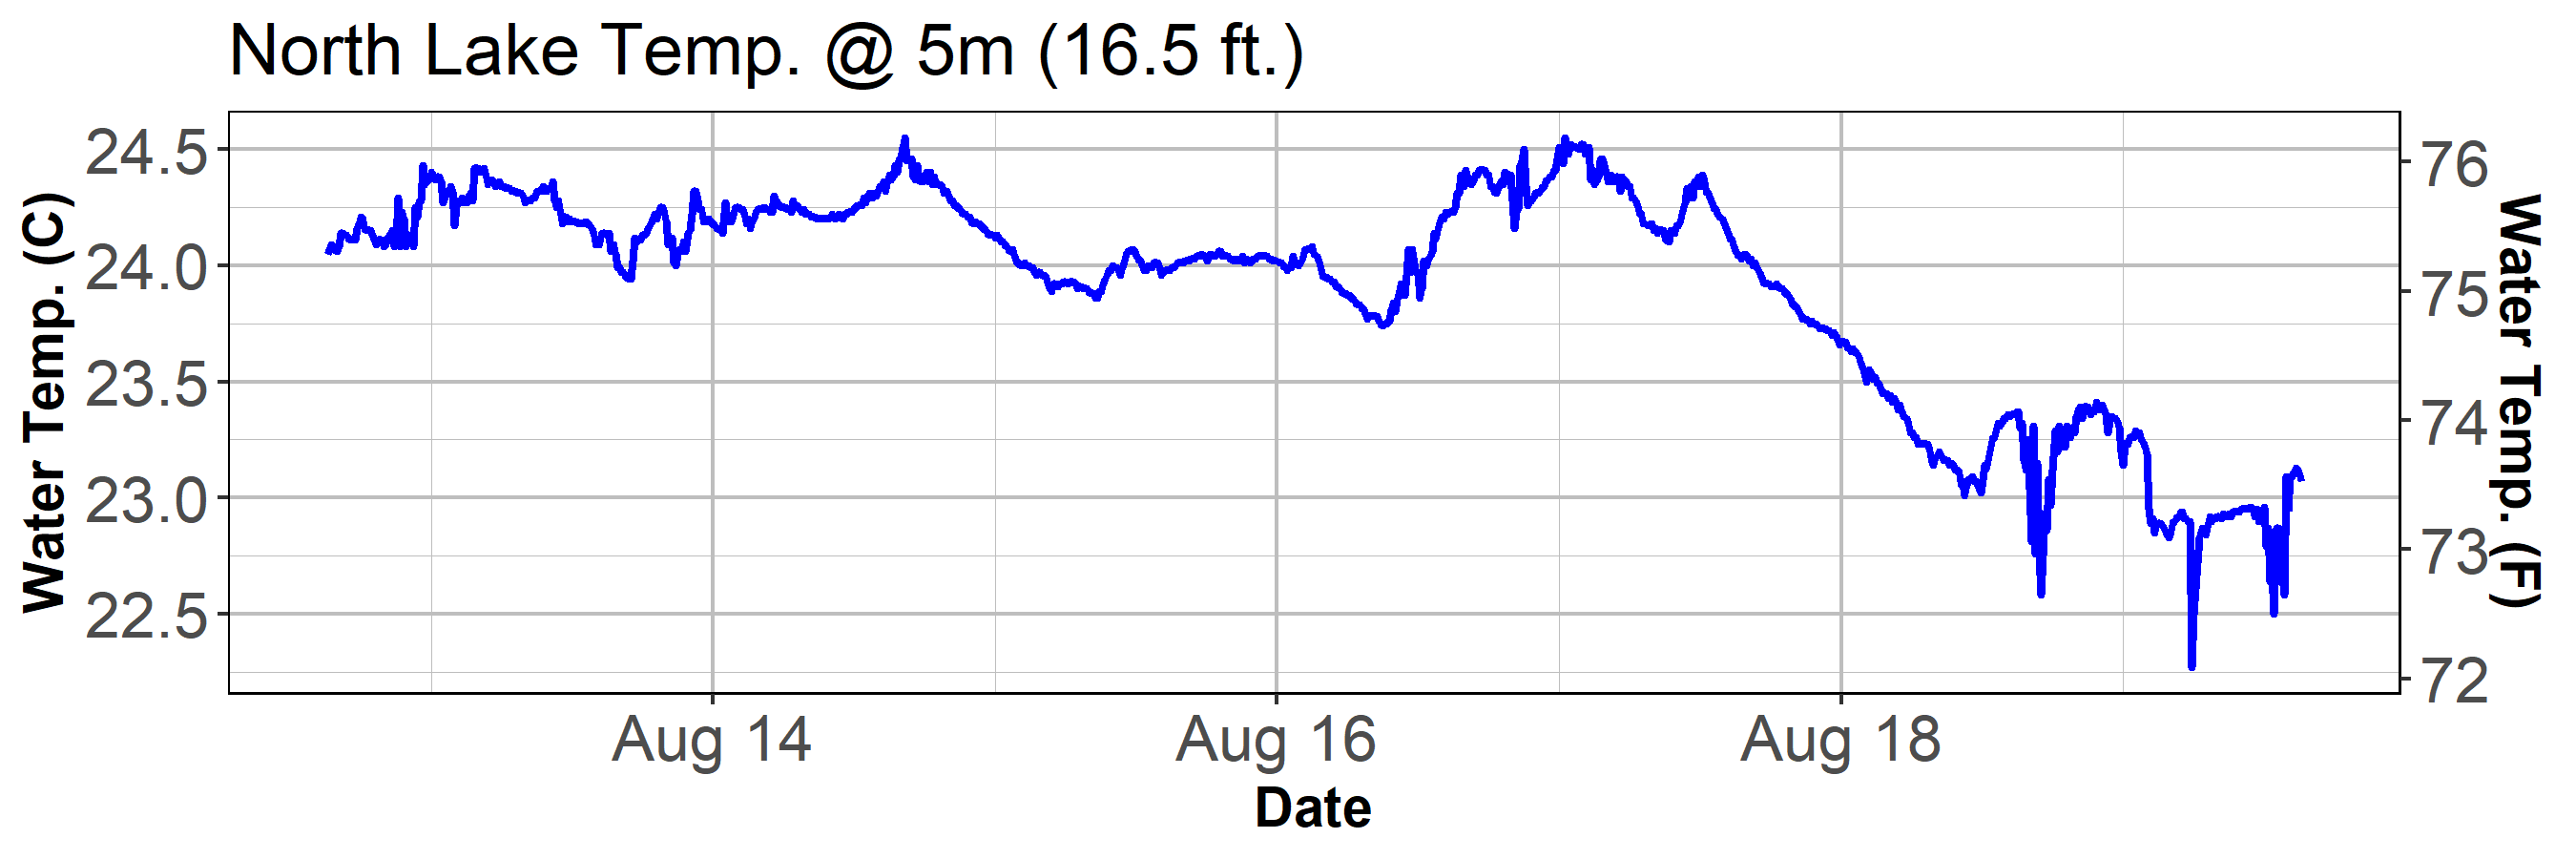 North Lake Temp. @ 5m (16.5 ft.)
Water Temp. (C)
24.5
24.0
23.5
23.0
22.5
76
75
74
73
72
Water Temp. (F)
Aug 14 Aug 16 Aug 18
Date